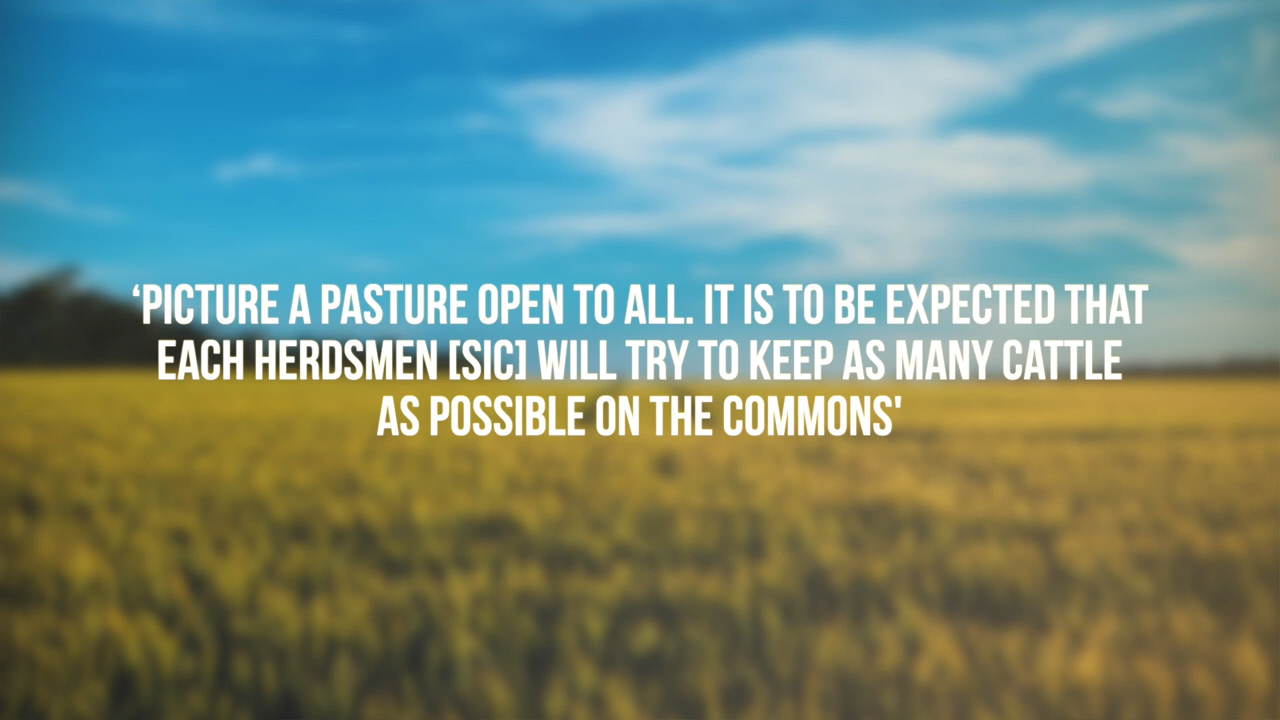 ‘PICTURE A PASTURE OPEN TO ALL. IT IS TO BE EXPECTED THAT
EACH HERDSMEN [SIC] WILL TRY TO KEEP AS MANY CATTLE
AS POSSIBLE ON THE COMMONS'